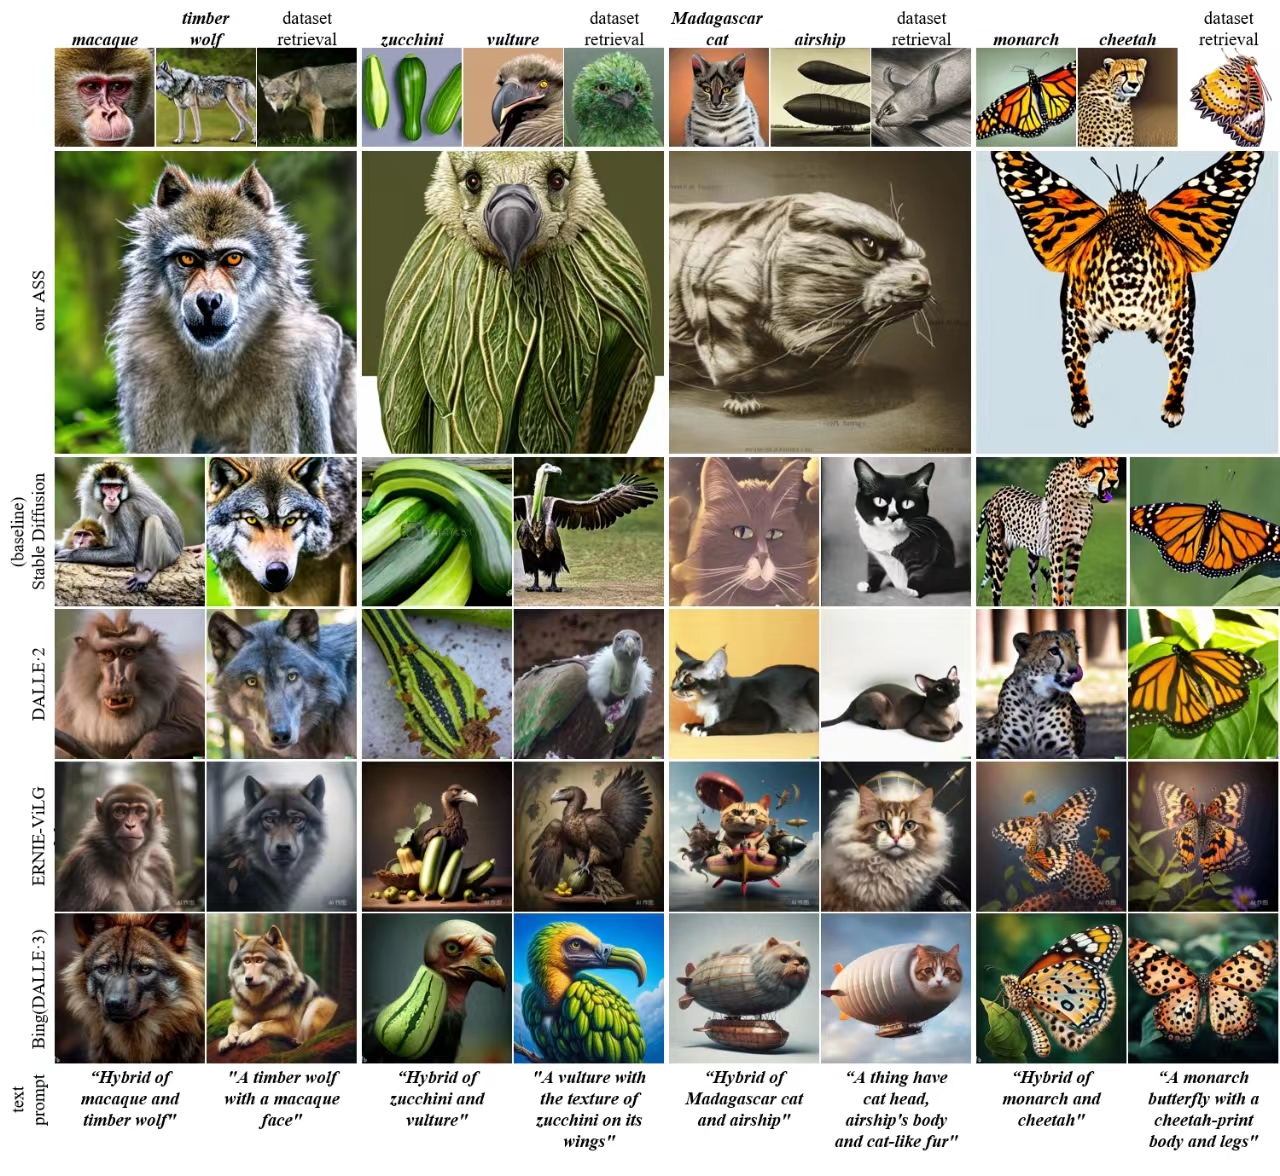 macaque
timber
wolf
dataset
retrieval
zucchini
vulture
dataset
retrieval
Madagascar
cat
airship
dataset
retrieval
monarch
cheetah
dataset
retrieval
our ASS
(baseline)
Stable Diffusion
DALLE·2
ERNIE-ViLG
Bing(DALLE·3)
text
prompt
“Hybrid of
macaque and
timber wolf"
"A timber wolf
with a macaque
face"
“Hybrid of
zucchini and
vulture"
"A vulture with
the texture of
zucchini on its
wings"
“Hybrid of
Madagascar cat
and airship"
“A thing have
cat head,
airship's body
and cat-like fur"
“Hybrid of
monarch and
cheetah"
“A monarch
butterfly with a
cheetah-print
body and legs"